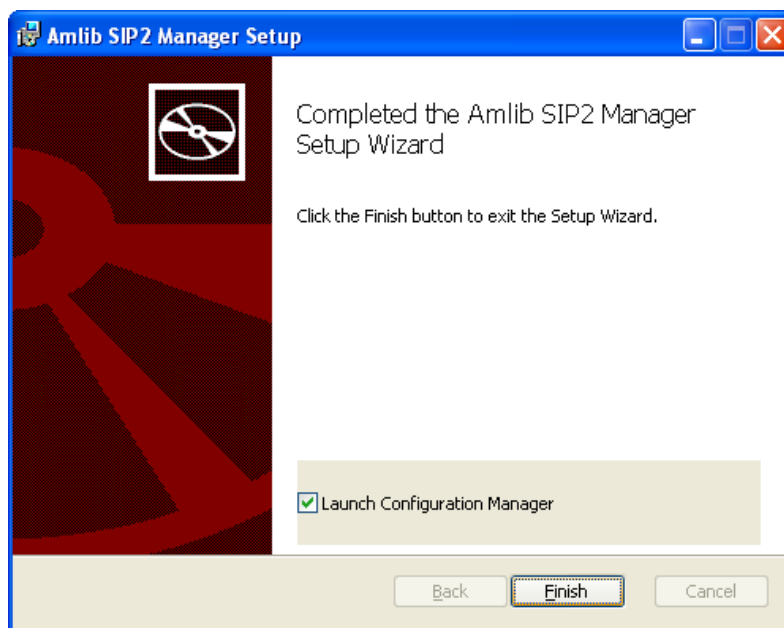 Amlib SIP2 Manager Setup
Completed the Amlib SIP2 Manager
Setup Wizard
Click the Finish button to exit the Setup Wizard.
Launch Configuration Manager
Back
Finish
Cancel